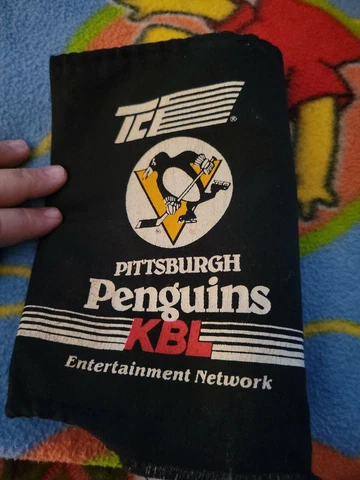 TCI
®
PITTSBURGH
Penguins
KBL
Entertainment Network